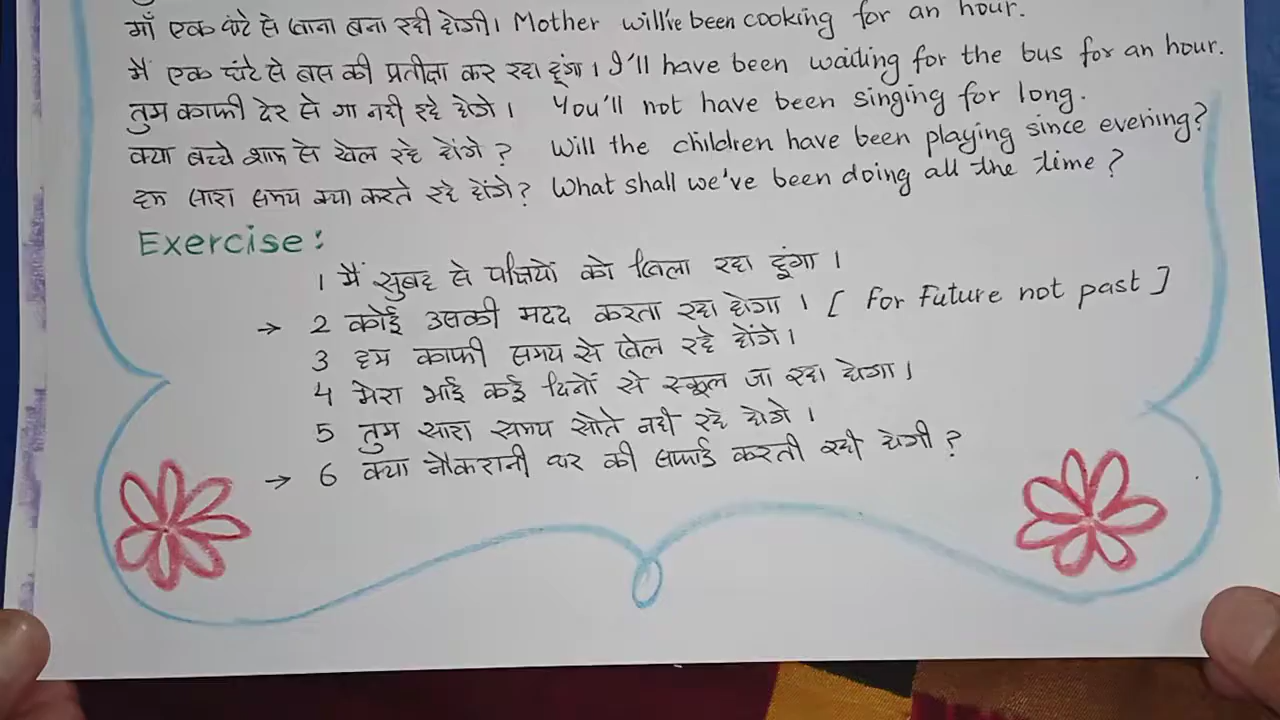 माँ एक घंटे से खाना बना रही होगी। Mother will've been cooking for an hour.
मैं एक घंटे से बस की प्रतीक्षा कर रहा हूंगा। I'll have been waiting for the bus for an hour.
तुम काफी देर से गा नही रहे होगे। You'll not have been singing for long.
क्या बच्चे शाम से खेल रहे होंगे? Will the children have been playing since evening?
हम सारा समय क्या करते रहे होंगे? What shall we've been doing all the time?
Exercise:
1 मैं सुबह से पक्षियों को खिला रहा हूंगा।
→ 2 कोई उसकी मदद करता रहा होगा। [ For Future not past ]
3 हम काफी समय से खेल रहे होंगे।
4 मेरा भाई कई दिनों से स्कूल जा रहा होगा।
5 तुम सारा समय सोते नही रहे होगे।
→ 6 क्या नौकरानी घर की सफाई करती रही होगी?